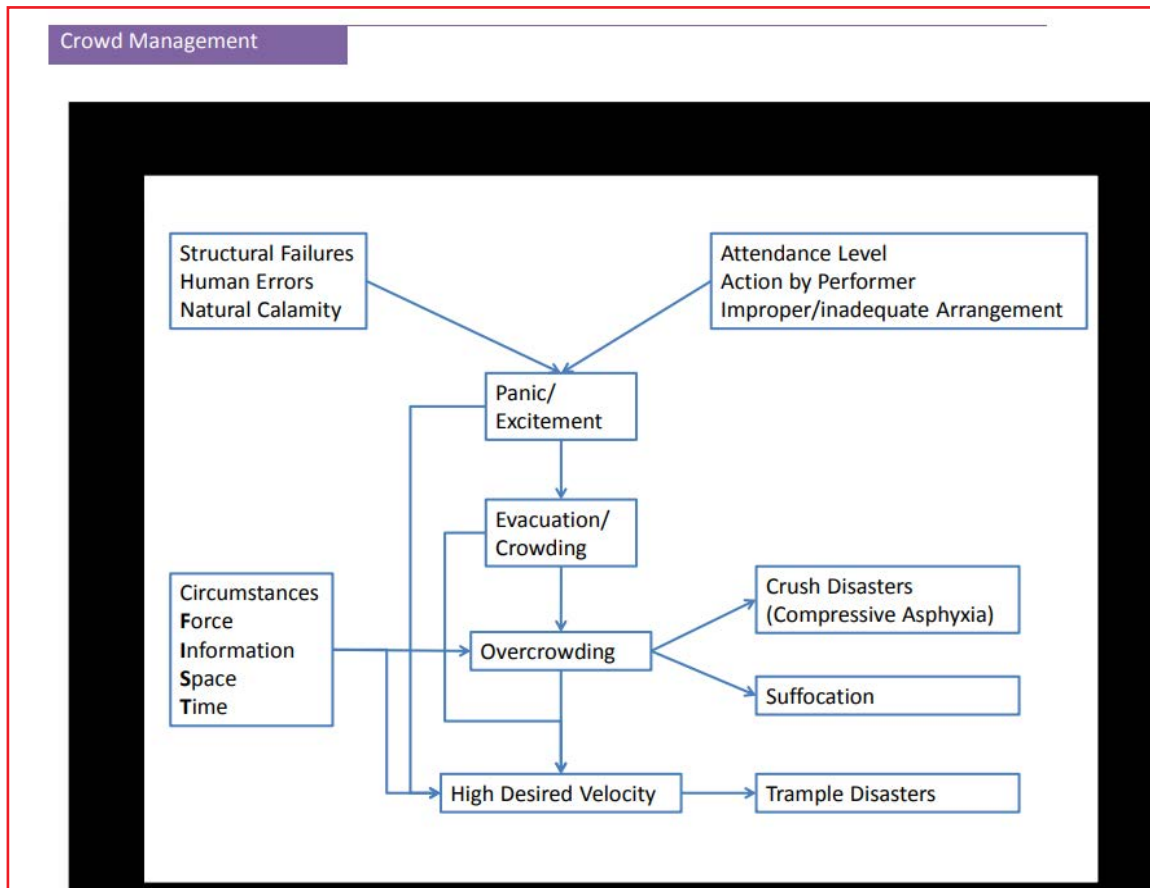 Crowd Management
Structural Failures
Human Errors
Natural Calamity
Attendance Level
Action by Performer
Improper/inadequate Arrangement
Panic/
Excitement
Evacuation/
Crowding
Circumstances
Force
Information
Space
Time
Overcrowding
Crush Disasters
(Compressive Asphyxia)
Suffocation
High Desired Velocity
Trample Disasters